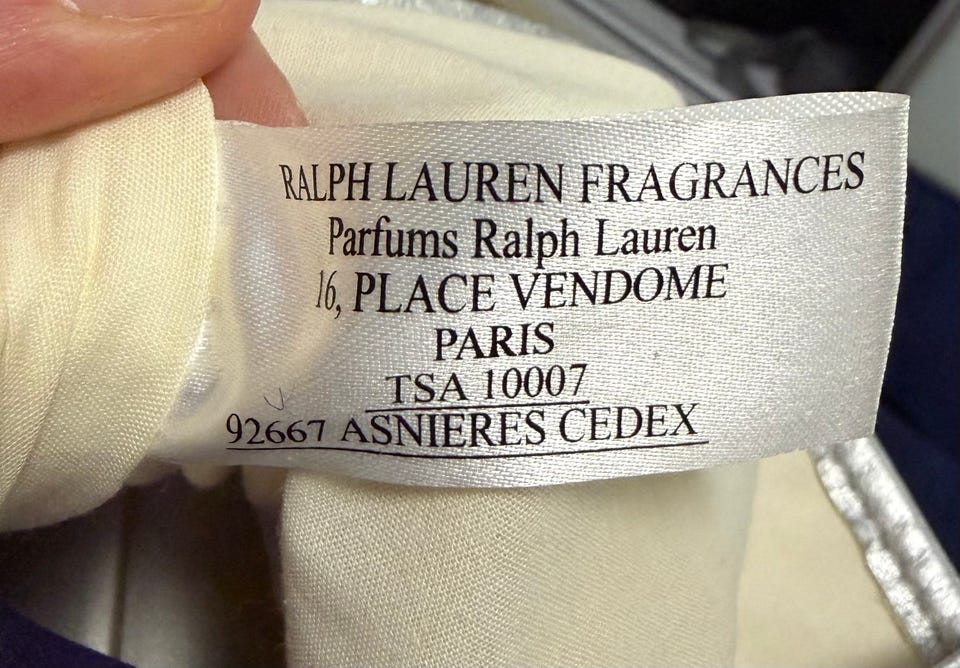 RALPH LAUREN FRAGRANCES
Parfums Ralph Lauren
16, PLACE VENDOME
PARIS
TSA 10007
92667 ASNIERES CEDEX